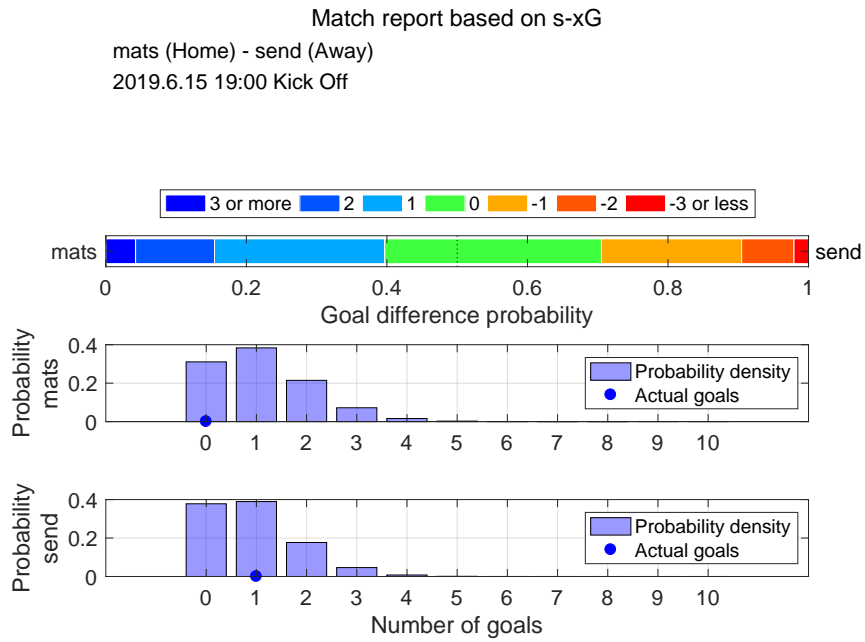 Match report based on s-xG
mats (Home) - send (Away)
2019.6.15 19:00 Kick Off
3 or more 2 1 0 -1 -2 -3 or less
mats send
0 0.2 0.4 0.6 0.8 1
Goal difference probability
Probability
mats
0.4
0.2
0
Probability density
Actual goals
0 1 2 3 4 5 6 7 8 9 10
Probability
send
0.4
0.2
0
Probability density
Actual goals
0 1 2 3 4 5 6 7 8 9 10
Number of goals